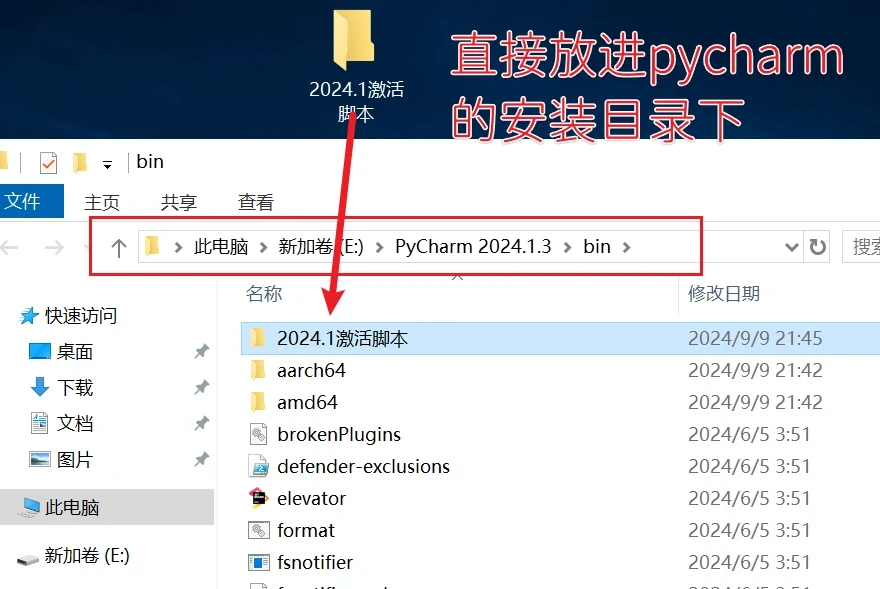 2024.1激活
脚本
直接放进pycharm
的安装目录下
bin
文件 主页 共享 查看
此电脑 新加卷 (E:) PyCharm 2024.1.3 bin
名称 修改日期
快速访问
桌面
下载
文档
图片
此电脑
新加卷 (E:)
2024.1激活脚本 2024/9/9 21:45
aarch64 2024/9/9 21:42
amd64 2024/9/9 21:42
brokenPlugins 2024/6/5 3:51
defender-exclusions 2024/6/5 3:51
elevator 2024/6/5 3:51
format 2024/6/5 3:51
fsnotifier 2024/6/5 3:51